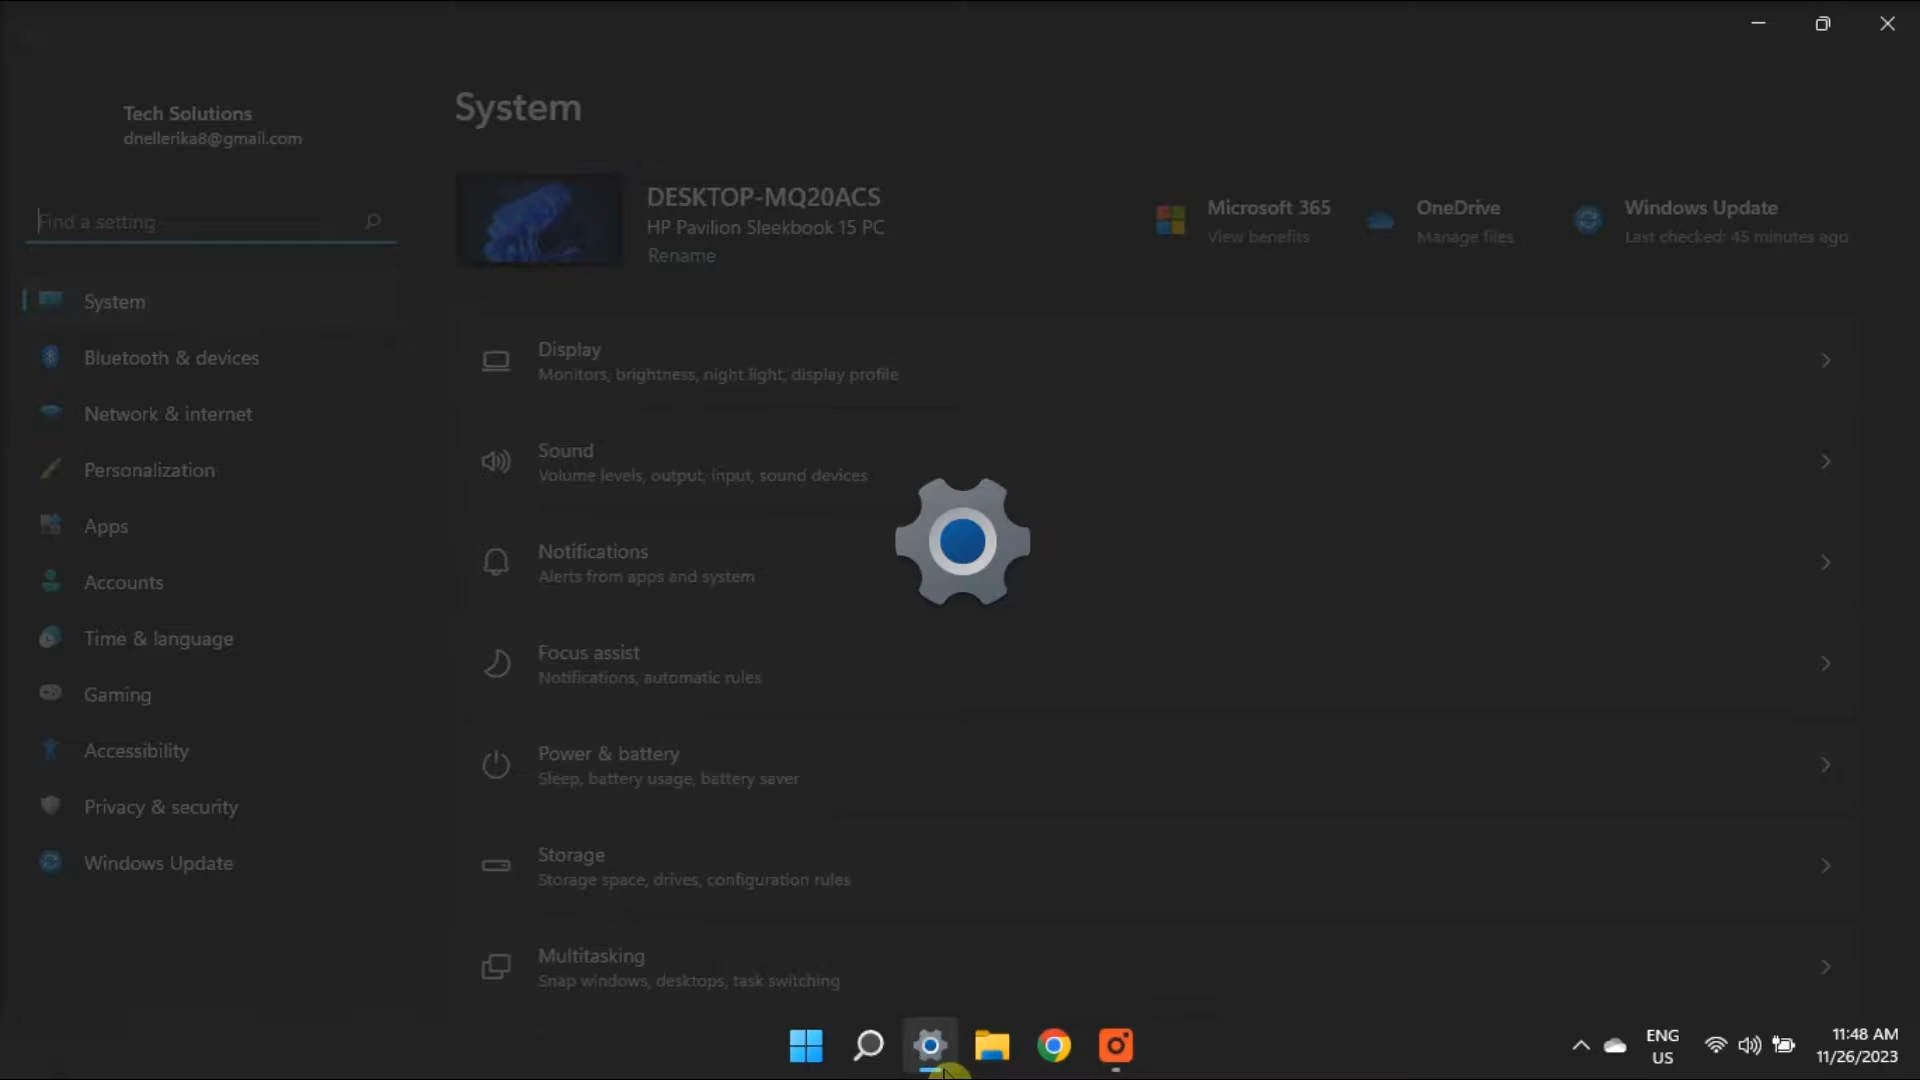 Tech Solutions
dnellerika8@gmail.com
Find a setting
System
Bluetooth & devices
Network & internet
Personalization
Apps
Accounts
Time & language
Gaming
Accessibility
Privacy & security
Windows Update
System
DESKTOP-MQ20ACS
HP Pavilion Sleekbook 15 PC
Rename
Microsoft 365
View benefits
OneDrive
Manage files
Windows Update
Last checked: 45 minutes ago
Display
Monitors, brightness, night light, display profile
Sound
Volume levels, output, input, sound devices
Notifications
Alerts from apps and system
Focus assist
Notifications, automatic rules
Power & battery
Sleep, battery usage, battery saver
Storage
Storage space, drives, configuration rules
Multitasking
Snap windows, desktops, task switching
ENG
US
11:48 AM
11/26/2023